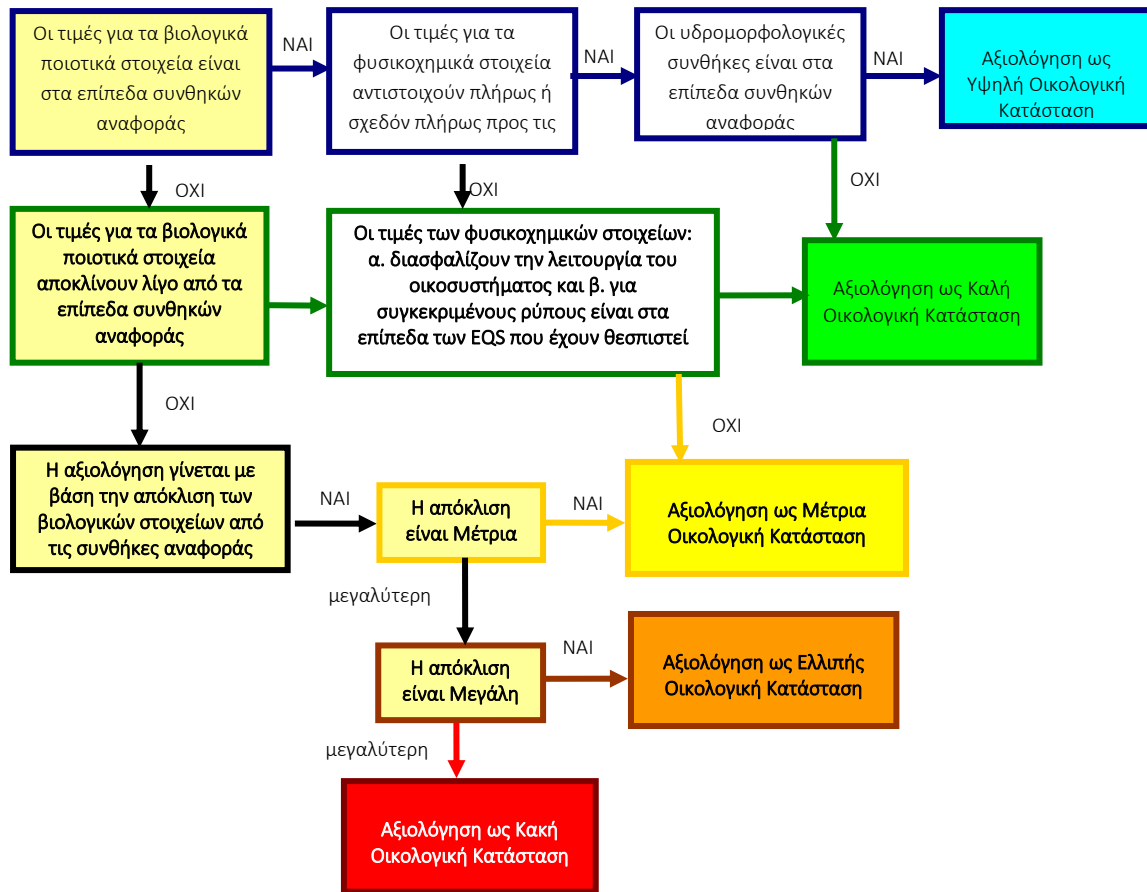 Οι τιμές για τα βιολογικά
ποιοτικά στοιχεία είναι
στα επίπεδα συνθηκών
αναφοράς
ΝΑΙ
Οι τιμές για τα
φυσικοχημικά στοιχεία
αντιστοιχούν πλήρως ή
σχεδόν πλήρως προς τις
ΝΑΙ
Οι υδρομορφολογικές
συνθήκες είναι στα
επίπεδα συνθηκών
αναφοράς
ΝΑΙ
Αξιολόγηση ως
Υψηλή Οικολογική
Κατάσταση
ΟΧΙ
ΟΧΙ
ΟΧΙ
Οι τιμές για τα βιολογικά
ποιοτικά στοιχεία
αποκλίνουν λίγο από τα
επίπεδα συνθηκών
αναφοράς
Οι τιμές των φυσικοχημικών στοιχείων:
α. διασφαλίζουν την λειτουργία του
οικοσυστήματος και β. για
συγκεκριμένους ρύπους είναι στα
επίπεδα των EQS που έχουν θεσπιστεί
Αξιολόγηση ως Καλή
Οικολογική Κατάσταση
ΟΧΙ
ΟΧΙ
Η αξιολόγηση γίνεται με
βάση την απόκλιση των
βιολογικών στοιχείων από
τις συνθήκες αναφοράς
ΝΑΙ
Η απόκλιση
είναι Μέτρια
ΝΑΙ
Αξιολόγηση ως Μέτρια
Οικολογική Κατάσταση
μεγαλύτερη
Η απόκλιση
είναι Μεγάλη
ΝΑΙ
Αξιολόγηση ως Ελλιπής
Οικολογική Κατάσταση
μεγαλύτερη
Αξιολόγηση ως Κακή
Οικολογική Κατάσταση